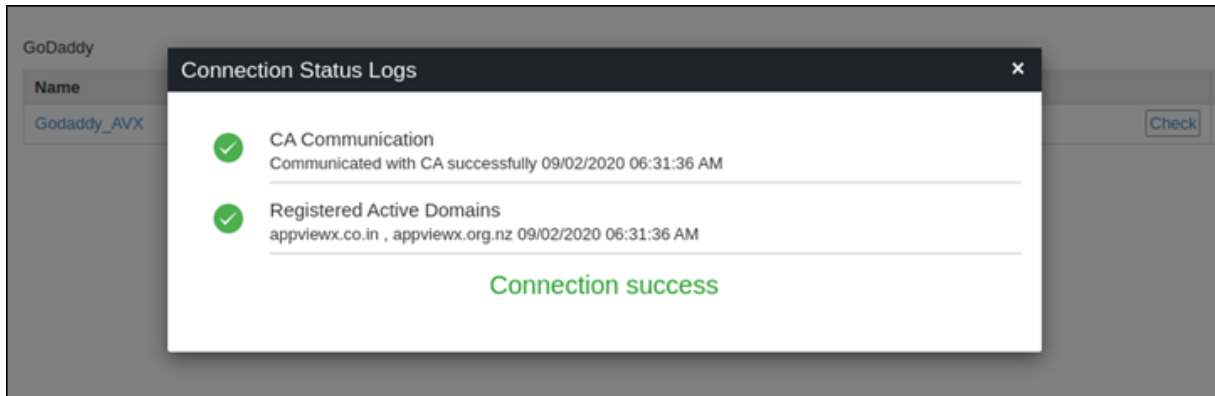 GoDaddy
Connection Status Logs ×
Name
Godaddy_AVX
Check
CA Communication
Communicated with CA successfully 09/02/2020 06:31:36 AM
Registered Active Domains
appviewx.co.in , appviewx.org.nz 09/02/2020 06:31:36 AM
Connection success